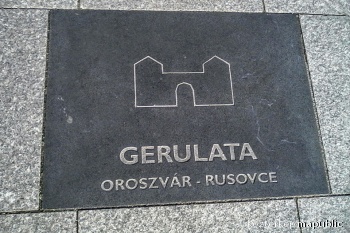 GERULATA
OROSZVÁR - RUSOVCE